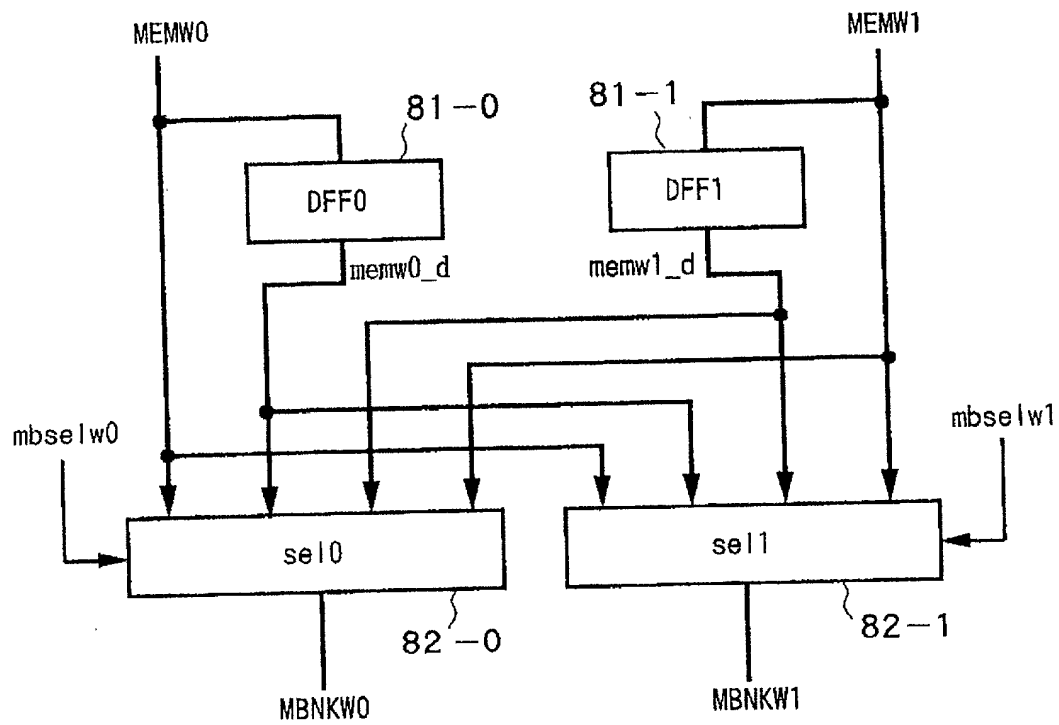 MEMW0
MEMW1
81-0
81-1
DFF0
DFF1
memw0_d
memw1_d
mbselw0
mbselw1
sel0
sel1
82-0
82-1
MBNKW0
MBNKW1